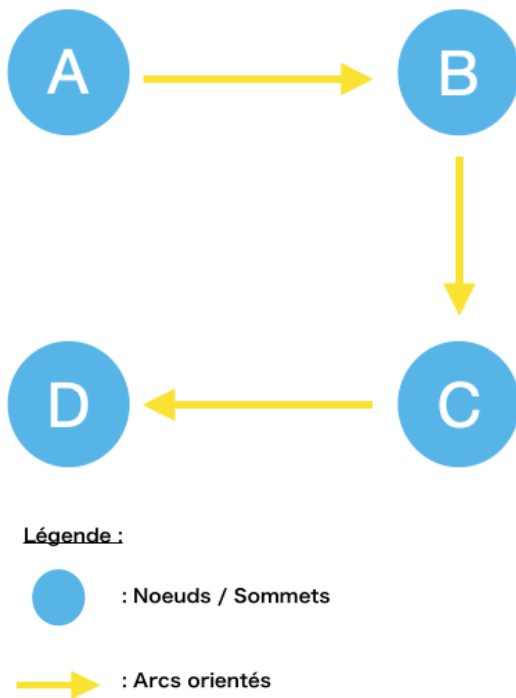 A B
D C
Légende :
: Noeuds / Sommets
: Arcs orientés